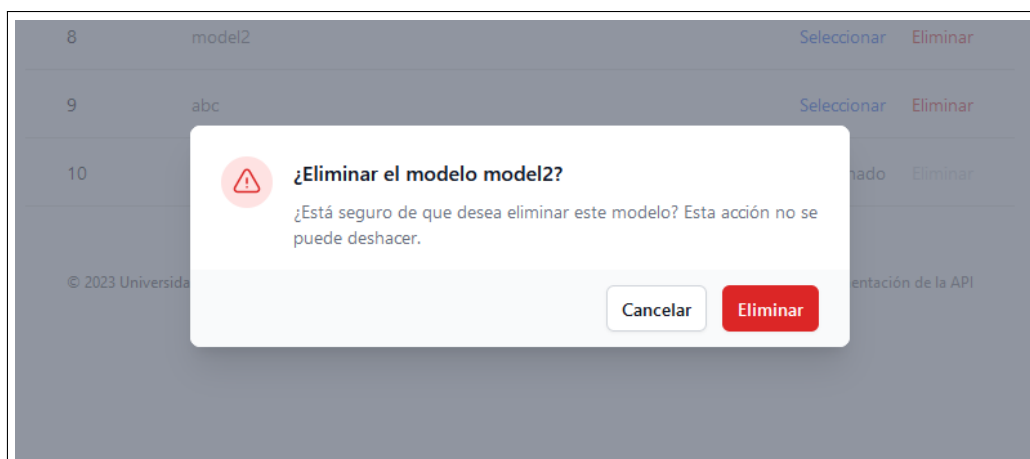 8 model2 Seleccionar Eliminar
9 abc Seleccionar Eliminar
10 nado Eliminar
¿Eliminar el modelo model2?
¿Está seguro de que desea eliminar este modelo? Esta acción no se
puede deshacer.
© 2023 Universida entación de la API
Cancelar Eliminar